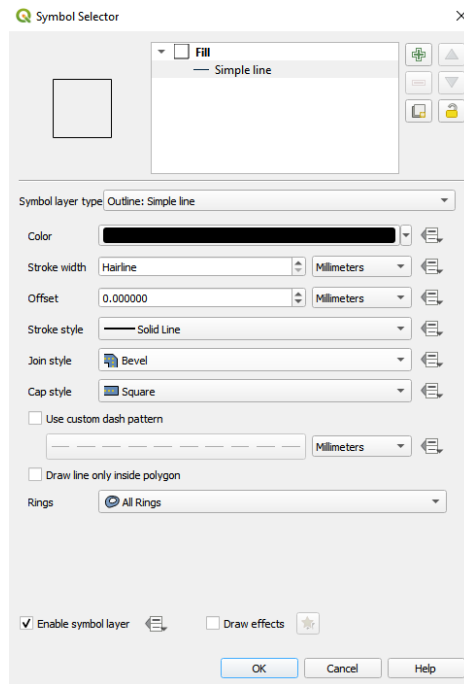 Symbol Selector
Fill
Simple line
Symbol layer type Outline: Simple line
Color
Stroke width Hairline Millimeters
Offset 0.000000 Millimeters
Stroke style Solid Line
Join style Bevel
Cap style Square
Use custom dash pattern
Millimeters
Draw line only inside polygon
Rings All Rings
Enable symbol layer Draw effects
OK Cancel Help